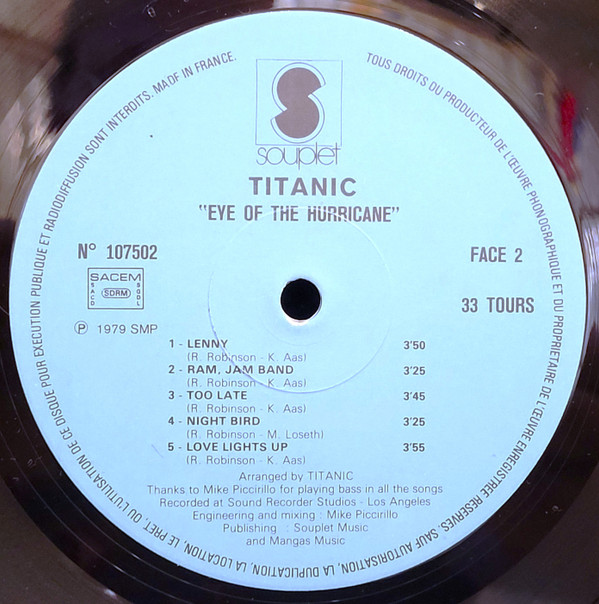 TOUS DROITS DU PRODUCTEUR DE L'ŒUVRE PHONOGRAPHIQUE ET DU PROPRIETAIRE DE L'ŒUVRE ENREGISTREE RESERVES, SAUF AUTORISATION, LA DUPLICATION, LA LOCATION, LE PRET, OU L'UTILISATION DE CE DISQUE POUR EXECUTION PUBLIQUE ET RADIODIFFUSION SONT INTERDITS. MADE IN FRANCE.
S
souplet
TITANIC
"EYE OF THE HURRICANE"
N° 107502
FACE 2
SACEM
SACD
SDRM
SGDL
33 TOURS
℗ 1979 SMP
1 - LENNY 3'50
(R. Robinson - K. Aas)
2 - RAM, JAM BAND 3'25
(R. Robinson - K. Aas)
3 - TOO LATE 3'45
(R. Robinson - K. Aas)
4 - NIGHT BIRD 3'25
(R. Robinson - M. Loseth)
5 - LOVE LIGHTS UP 3'55
(R. Robinson - K. Aas)
Arranged by TITANIC
Thanks to Mike Piccirillo for playing bass in all the songs
Recorded at Sound Recorder Studios - Los Angeles
Engineering and mixing : Mike Piccirillo
Publishing : Souplet Music
and Mangas Music